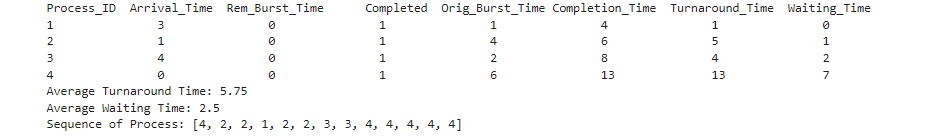 Process_ID Arrival_Time Rem_Burst_Time Completed Orig_Burst_Time Completion_Time Turnaround_Time Waiting_Time
1 3 0 1 1 4 1 0
2 1 0 1 4 6 5 1
3 4 0 1 2 8 4 2
4 0 0 1 6 13 13 7
Average Turnaround Time: 5.75
Average Waiting Time: 2.5
Sequence of Process: [4, 2, 2, 1, 2, 2, 3, 3, 4, 4, 4, 4, 4]